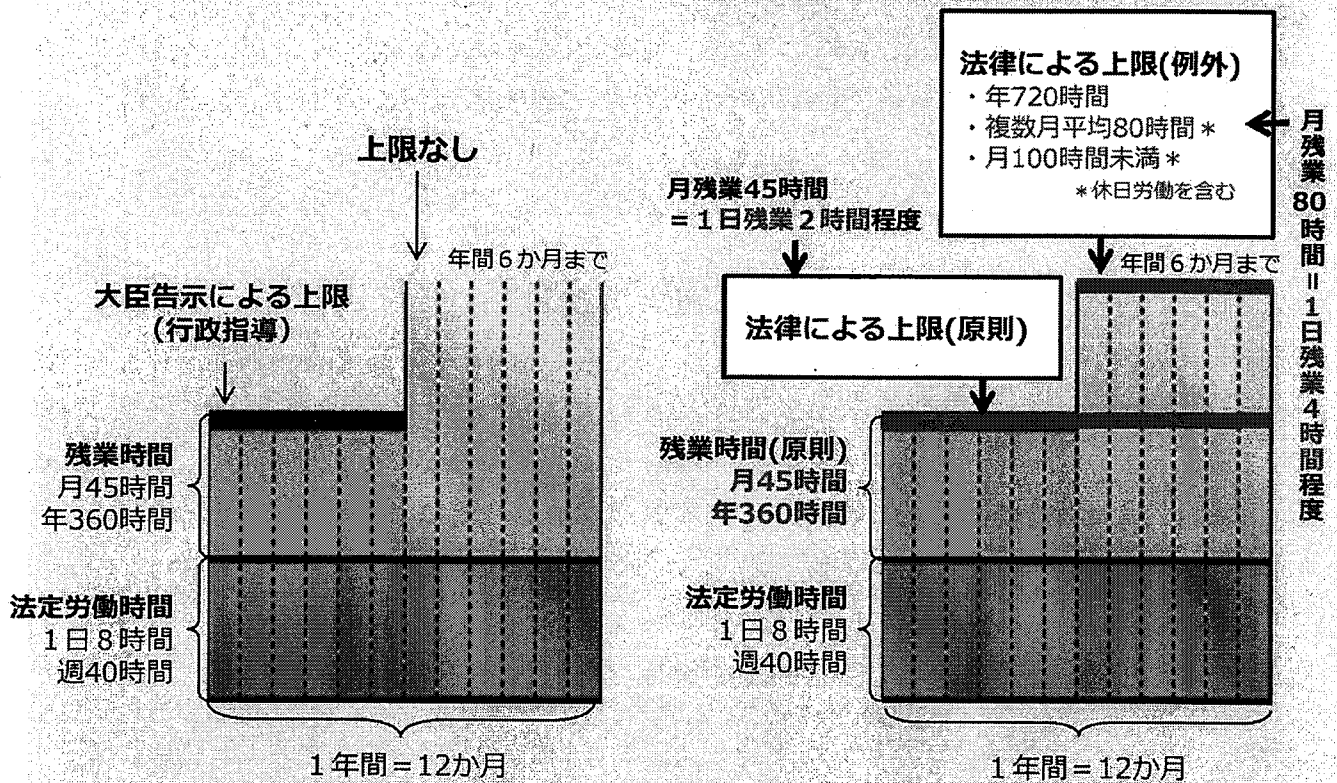 上限なし
年間６か月まで
大臣告示による上限
（行政指導）
残業時間
月45時間
年360時間
法定労働時間
１日８時間
週40時間
１年間＝12か月
法律による上限(例外)
・年720時間
・複数月平均80時間＊
・月100時間未満＊
＊休日労働を含む
月残業80時間＝１日残業４時間程度
月残業45時間
＝１日残業２時間程度
年間６か月まで
法律による上限(原則)
残業時間(原則)
月45時間
年360時間
法定労働時間
１日８時間
週40時間
１年間＝12か月